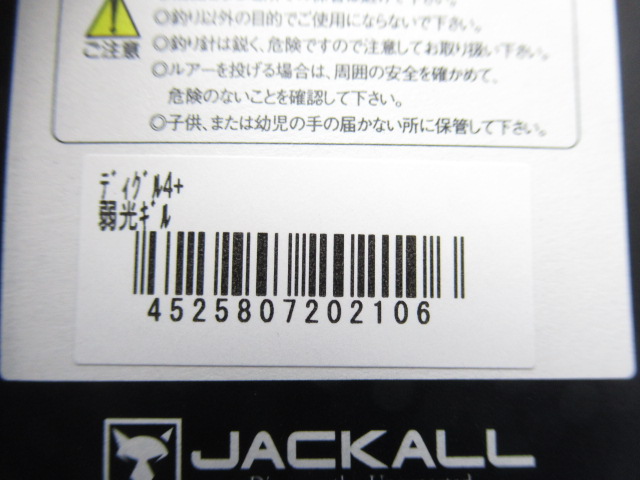 ◎釣り以外の目的でご使用にならないで下さい。
◎釣り針は鋭く、危険ですので注意してお取り扱い下さい。
ご注意
◎ルアーを投げる場合は、周囲の安全を確かめて、
危険のないことを確認して下さい。
◎子供、または幼児の手の届かない所に保管して下さい。
ﾃﾞｨｸﾞﾙ4+
弱光ｷﾞﾙ
4525807202106
JACKALL